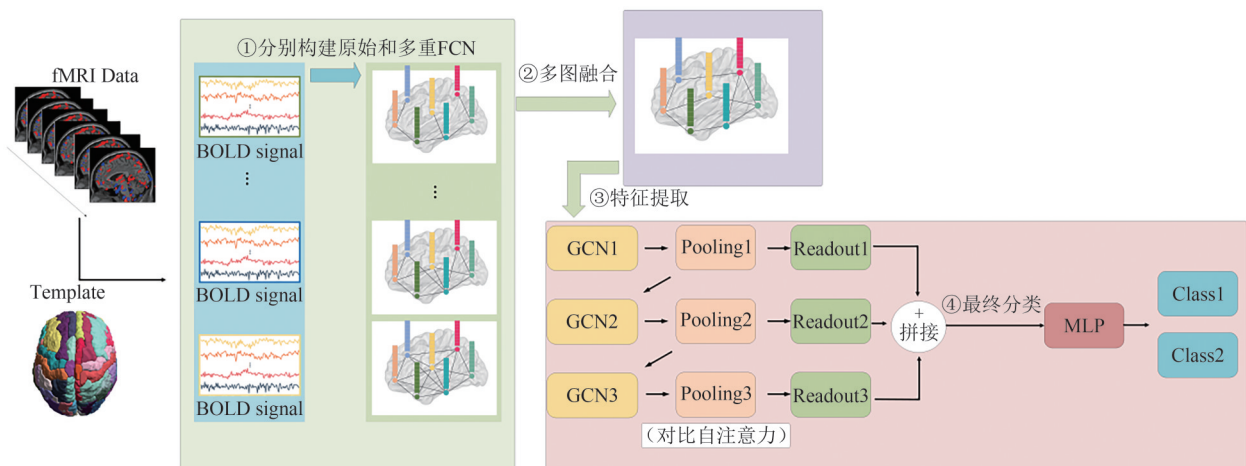 ①分别构建原始和多重FCN
fMRI Data
BOLD signal
⋮
⋮
BOLD signal
BOLD signal
Template
②多图融合
③特征提取
GCN1
Pooling1
Readout1
GCN2
Pooling2
Readout2
GCN3
Pooling3
Readout3
(对比自注意力)
+
拼接
④最终分类
MLP
Class1
Class2